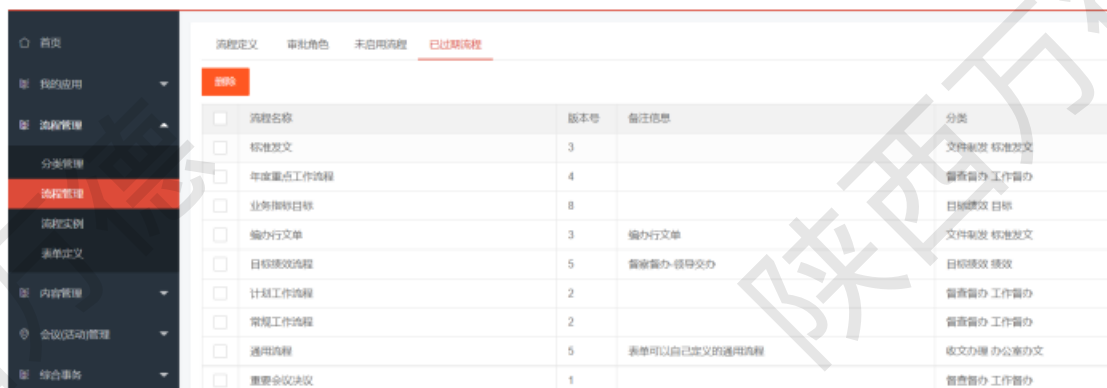 首页
我的应用
流程管理
分类管理
流程管理
流程实例
表单定义
内容管理
会议(活动)管理
综合事务
流程定义 审批角色 未启用流程 已过期流程
删除
流程名称 版本号 备注信息 分类
标准发文 3 文件制发 标准发文
年度重点工作流程 4 督查督办 工作督办
业务指标目标 8 目标绩效 目标
编办行文单 3 编办行文单 文件制发 标准发文
目标绩效流程 5 督察督办-领导交办 目标绩效 绩效
计划工作流程 2 督查督办 工作督办
常规工作流程 2 督查督办 工作督办
通用流程 5 表单可以自己定义的通用流程 收文办理 办公室办文
重要会议决议 1 督查督办 工作督办
陕西万
德